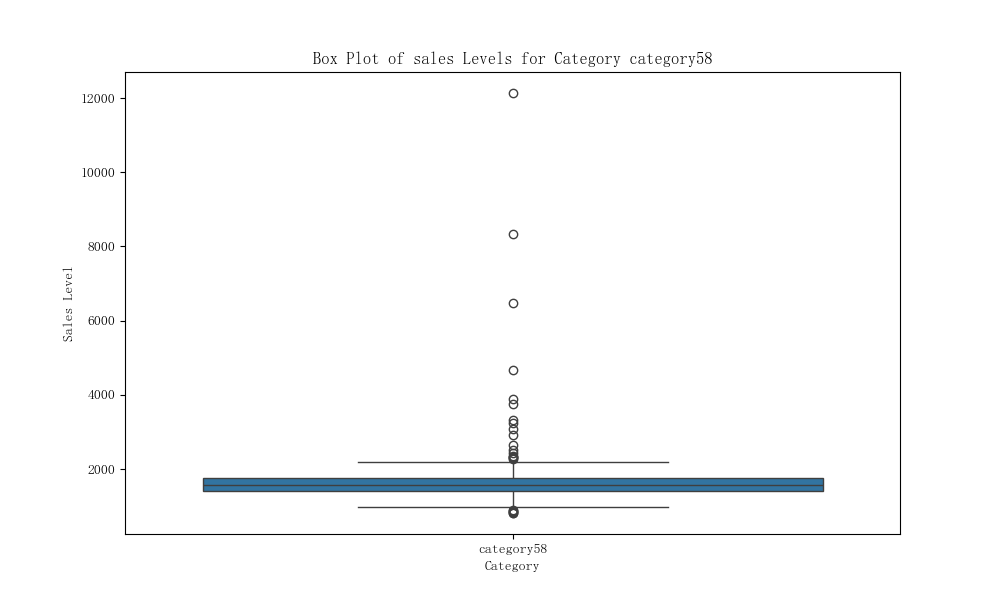 Box Plot of sales Levels for Category category58
12000
10000
8000
6000
4000
2000
Sales Level
category58
Category